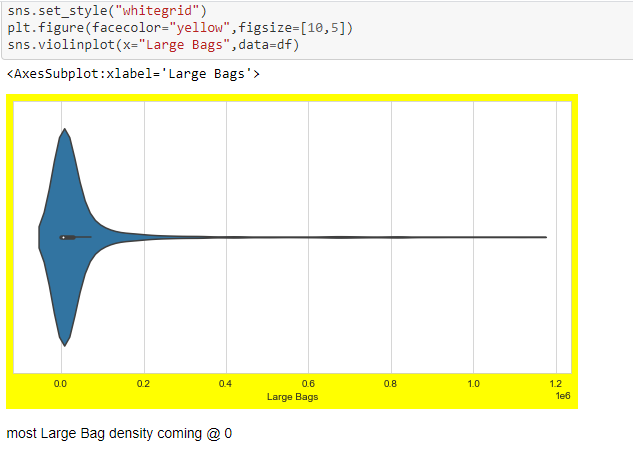 sns.set_style("whitegrid")
plt.figure(facecolor="yellow",figsize=[10,5])
sns.violinplot(x="Large Bags",data=df)
<AxesSubplot:xlabel='Large Bags'>
0.0 0.2 0.4 0.6 0.8 1.0 1.2
1e6
Large Bags
most Large Bag density coming @ 0